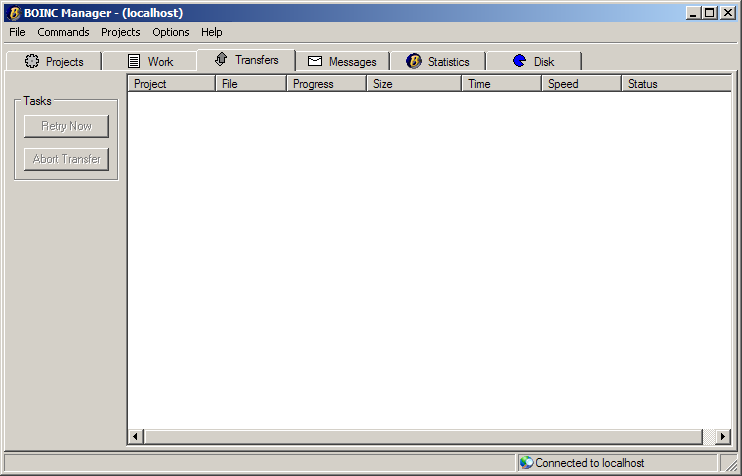 BOINC Manager - (localhost)
File Commands Projects Options Help
Projects Work Transfers Messages Statistics Disk
Project File Progress Size Time Speed Status
Tasks
Retry Now
Abort Transfer
Connected to localhost